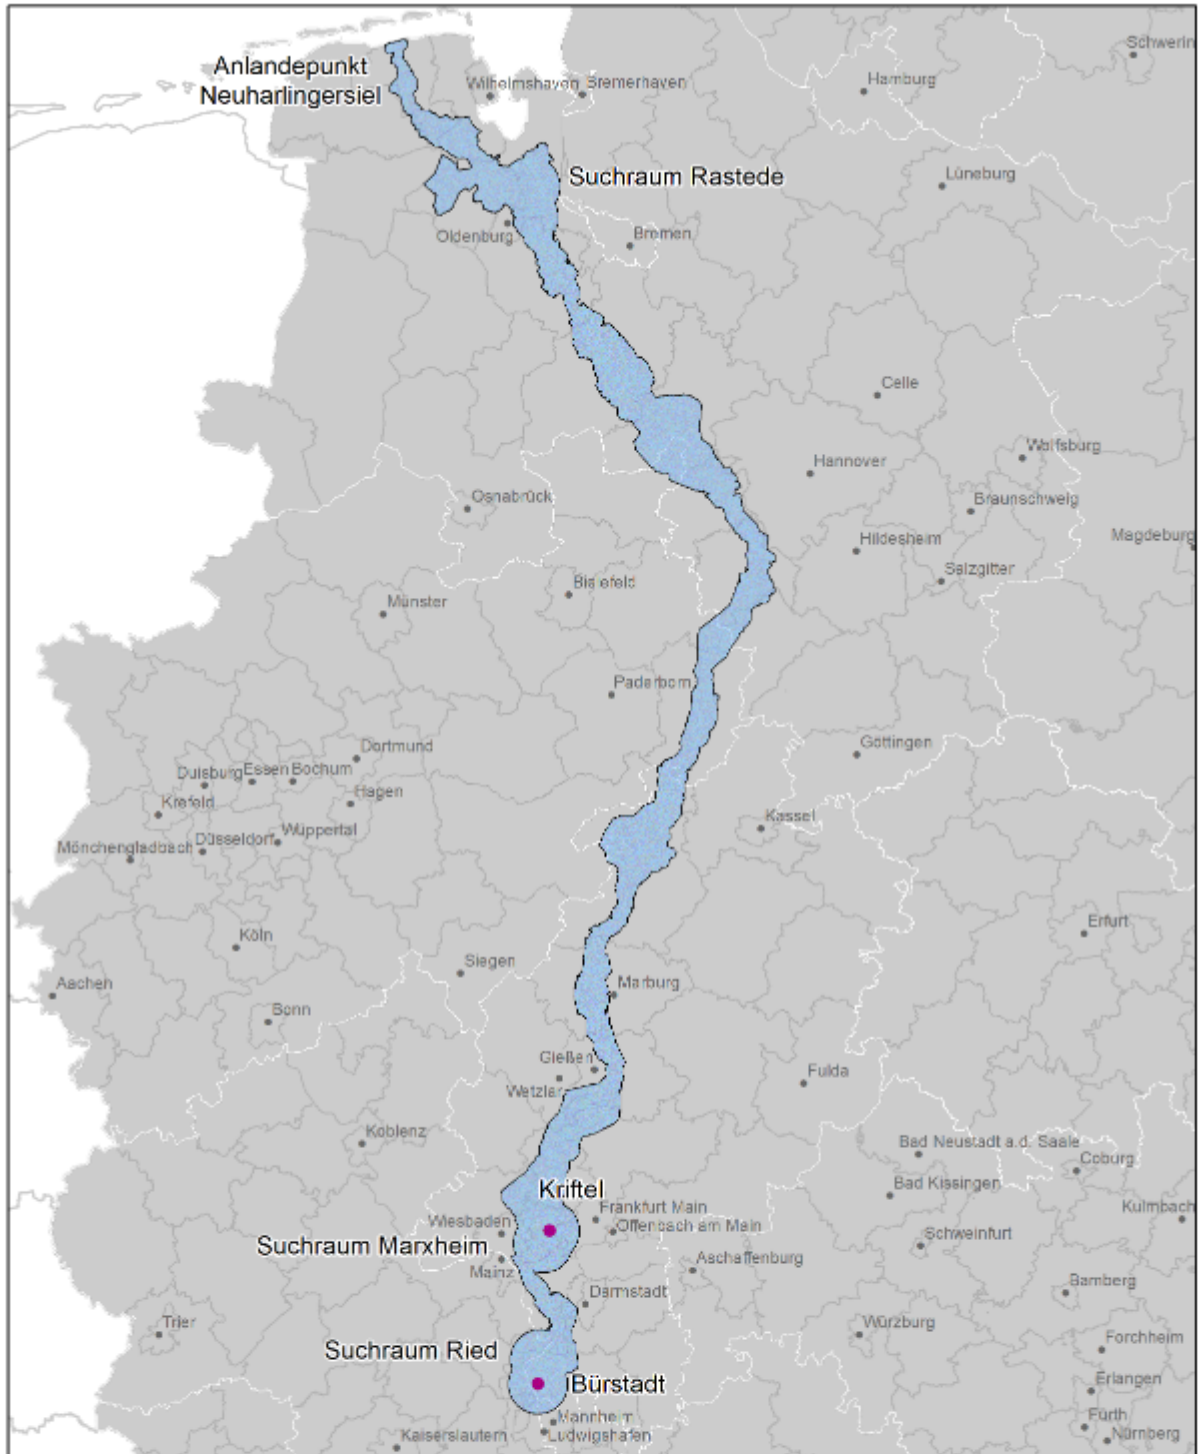 Schwerin
Anlandepunkt
Neuharlingersiel
Wilhelmshaven
Bremerhaven
Hamburg
Suchraum Rastede
Lüneburg
Oldenburg
Bremen
Celle
Wolfsburg
Hannover
Osnabrück
Braunschweig
Hildesheim
Magdeburg
Salzgitter
Bielefeld
Münster
Paderborn
Göttingen
Dortmund
Duisburg
Essen
Bochum
Hagen
Krefeld
Kassel
Wüppertal
Düsseldorf
Mönchengladbach
Erfurt
Köln
Siegen
Marburg
Aachen
Bonn
Gießen
Fulda
Wetzlar
Koblenz
Bad Neustadt a.d. Saale
Coburg
Kriftel
Bad Kissingen
Frankfurt Main
Kulmbach
Wiesbaden
Offenbach am Main
Schweinfurt
Suchraum Marxheim
Aschaffenburg
Mainz
Bamberg
Darmstadt
Trier
Würzburg
Forchheim
Suchraum Ried
Erlangen
Bürstadt
Mannheim
Fürth
Ludwigshafen
Nürnberg
Kaiserslautern